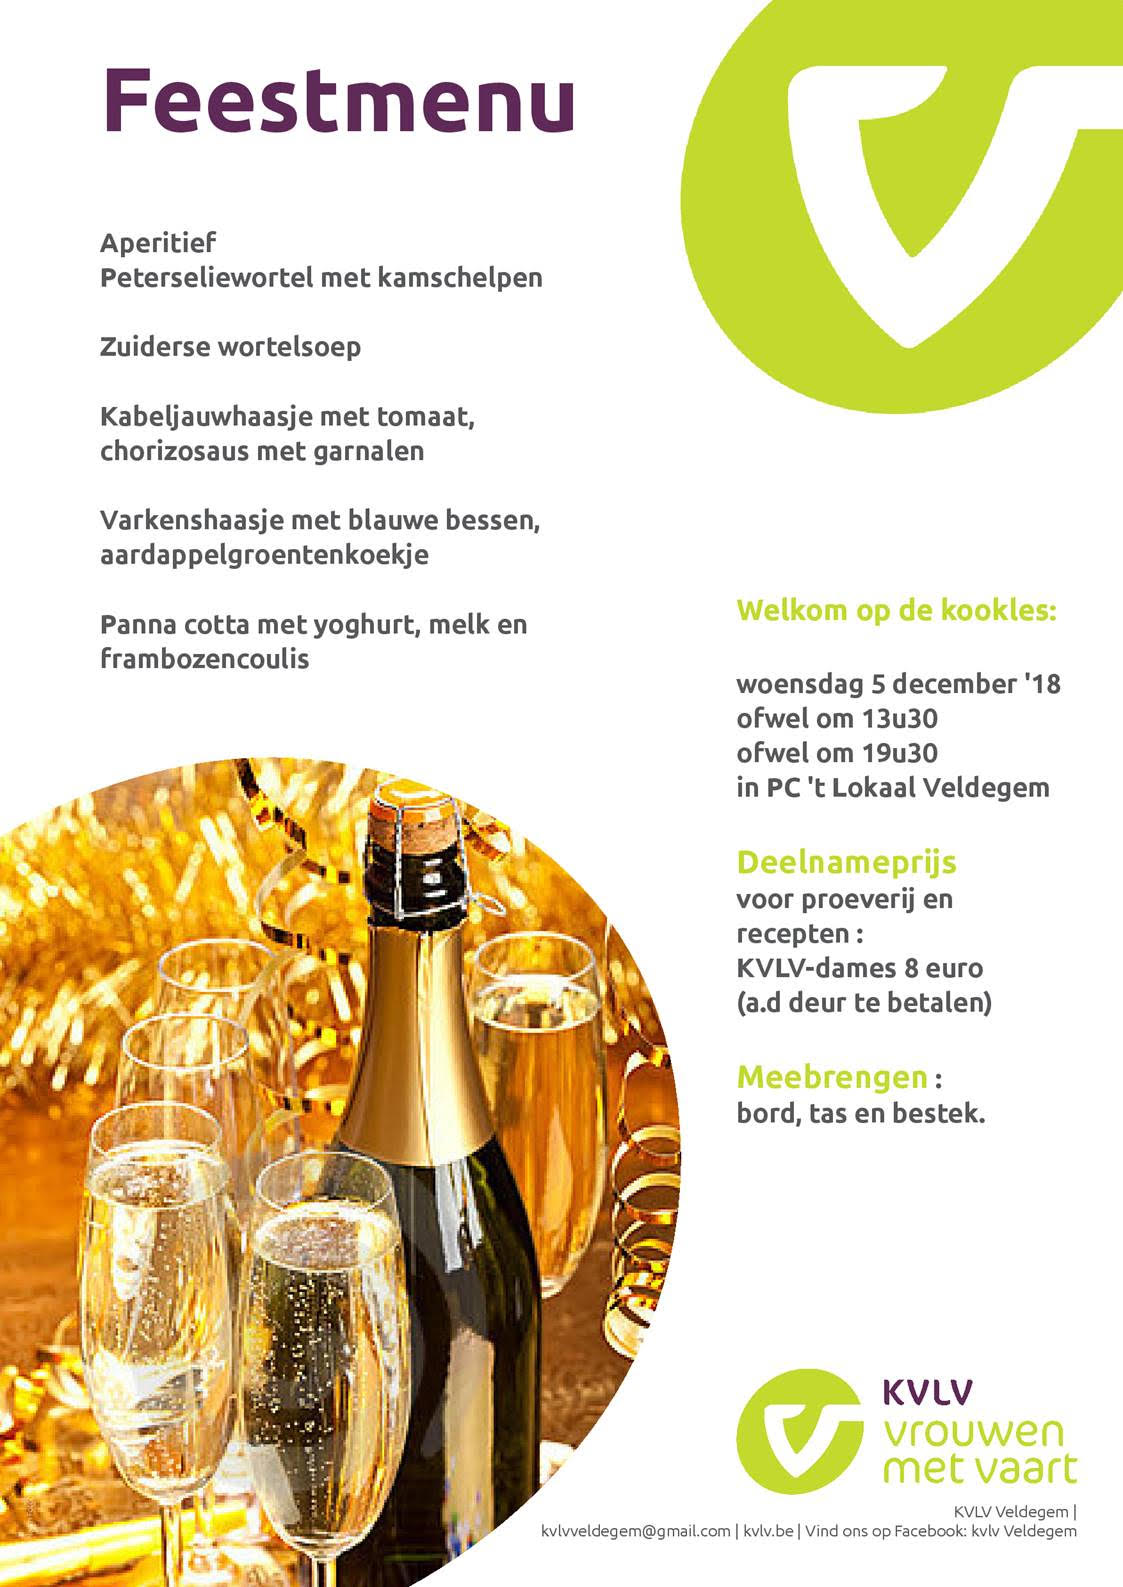 Feestmenu
Aperitief
Peterseliewortel met kamschelpen
Zuiderse wortelsoep
Kabeljauwhaasje met tomaat,
chorizosaus met garnalen
Varkenshaasje met blauwe bessen,
aardappelgroentenkoekje
Panna cotta met yoghurt, melk en
frambozencoulis
Welkom op de kookles:
woensdag 5 december '18
ofwel om 13u30
ofwel om 19u30
in PC 't Lokaal Veldegem
Deelnameprijs
voor proeverij en
recepten :
KVLV-dames 8 euro
(a.d deur te betalen)
Meebrengen :
bord, tas en bestek.
KVLV
vrouwen
met vaart
KVLV Veldegem |
kvlvveldegem@gmail.com | kvlv.be | Vind ons op Facebook: kvlv Veldegem